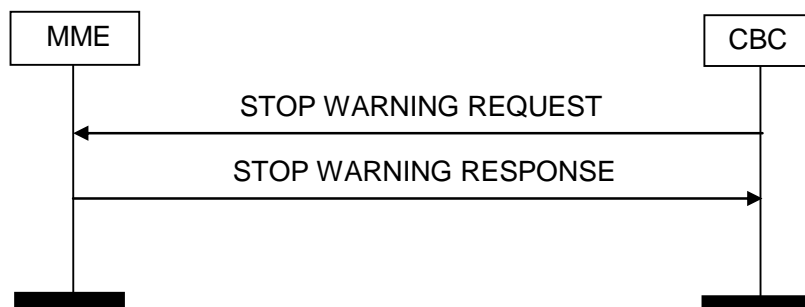 MME
CBC
STOP WARNING REQUEST
STOP WARNING RESPONSE